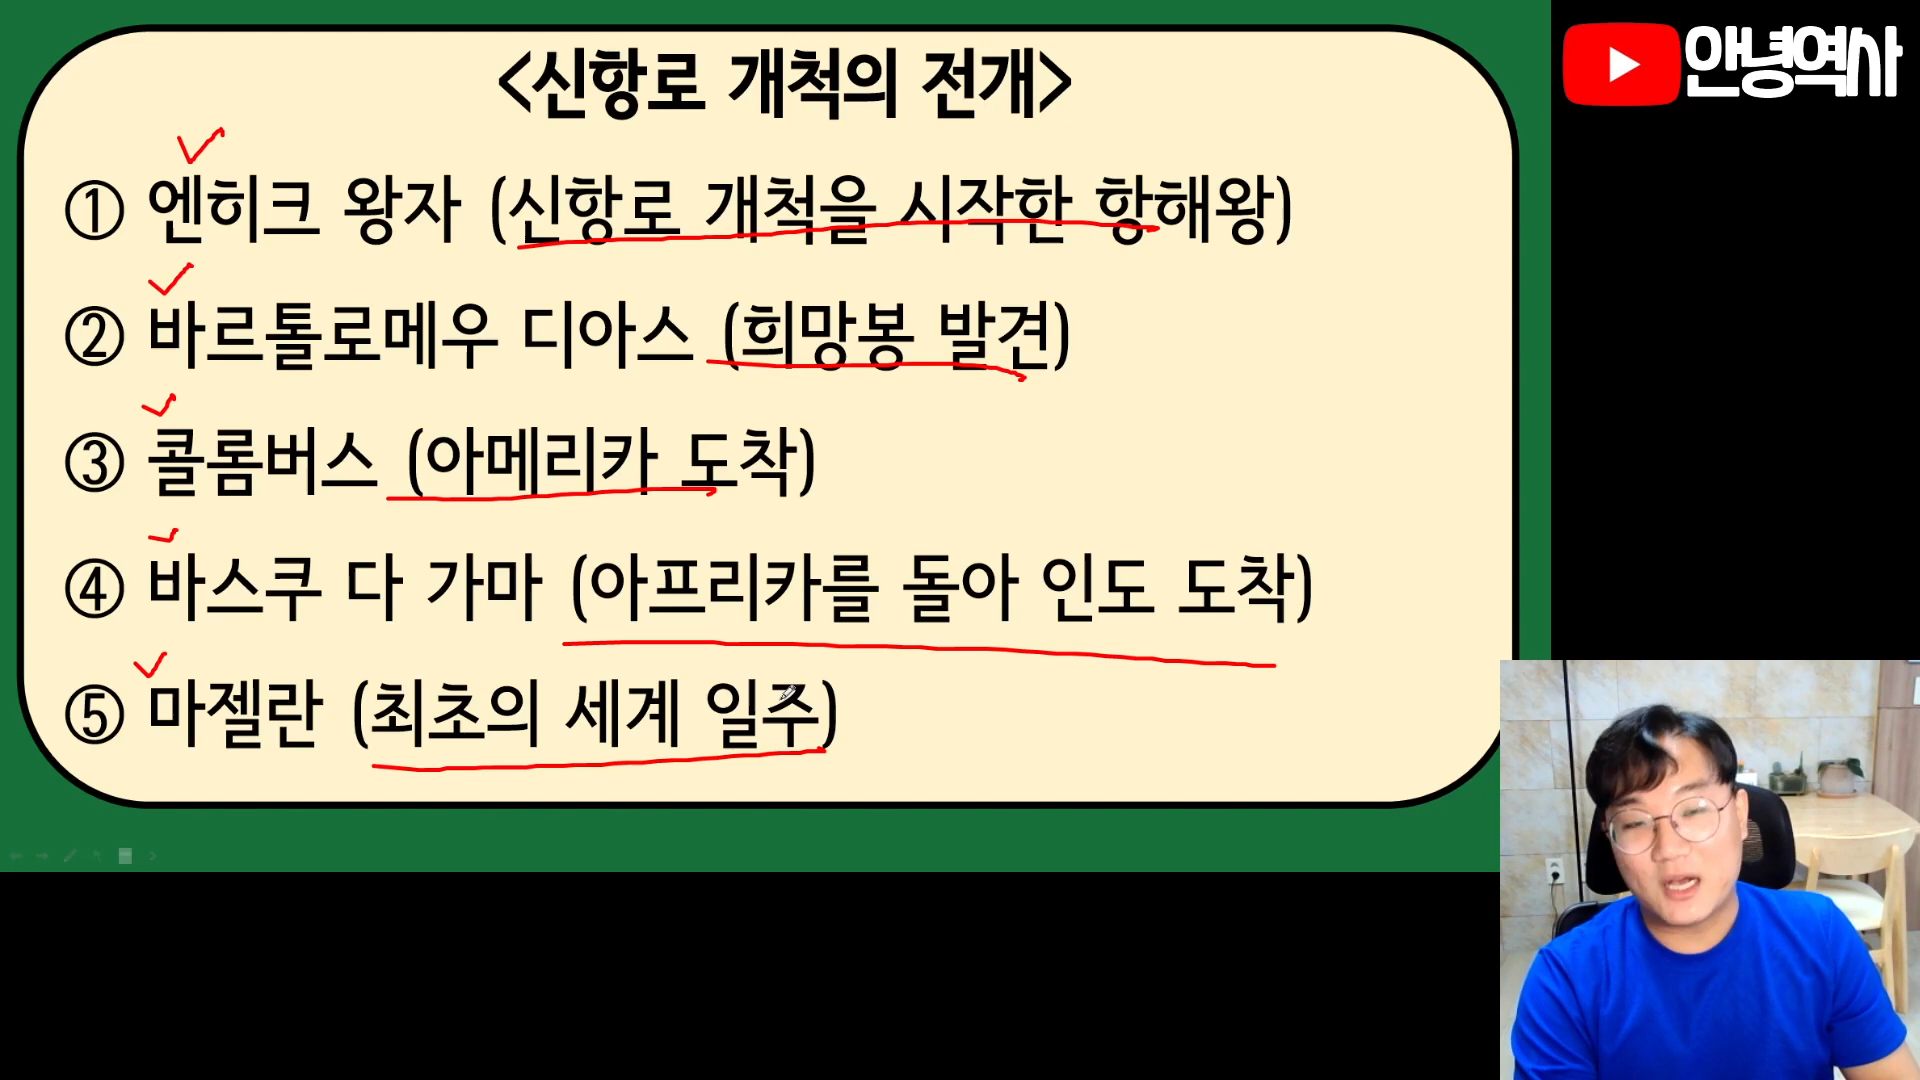 <신항로 개척의 전개>
안녕역사
① 엔히크 왕자 (신항로 개척을 시작한 항해왕)
② 바르톨로메우 디아스 (희망봉 발견)
③ 콜롬버스 (아메리카 도착)
④ 바스쿠 다 가마 (아프리카를 돌아 인도 도착)
⑤ 마젤란 (최초의 세계 일주)